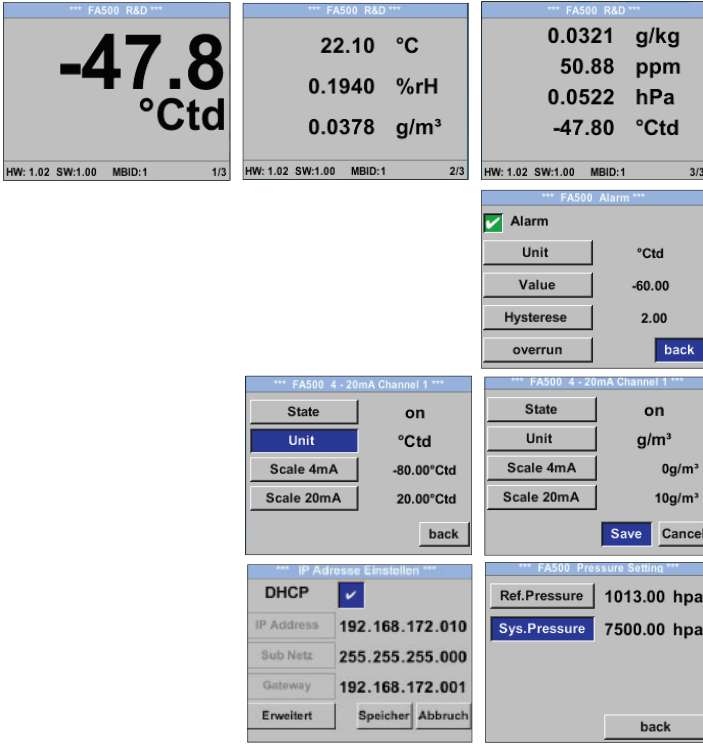 *** FA500 R&D ***
-47.8
°Ctd
HW: 1.02 SW:1.00 MBID:1 1/3
*** FA500 R&D ***
22.10 °C
0.1940 %rH
0.0378 g/m³
HW: 1.02 SW:1.00 MBID:1 2/3
*** FA500 R&D ***
0.0321 g/kg
50.88 ppm
0.0522 hPa
-47.80 °Ctd
HW: 1.02 SW:1.00 MBID:1 3/3
*** FA500 Alarm ***
Alarm
Unit °Ctd
Value -60.00
Hysterese 2.00
overrun back
*** FA500 4 - 20mA Channel 1 ***
State on
Unit °Ctd
Scale 4mA -80.00°Ctd
Scale 20mA 20.00°Ctd
back
*** FA500 4 - 20mA Channel 1 ***
State on
Unit g/m³
Scale 4mA 0g/m³
Scale 20mA 10g/m³
Save Cancel
*** IP Adresse Einstellen ***
DHCP
IP Address 192.168.172.010
Sub Netz 255.255.255.000
Gateway 192.168.172.001
Erweitert Speicher Abbruch
*** FA500 Pressure Setting ***
Ref.Pressure 1013.00 hpa
Sys.Pressure 7500.00 hpa
back